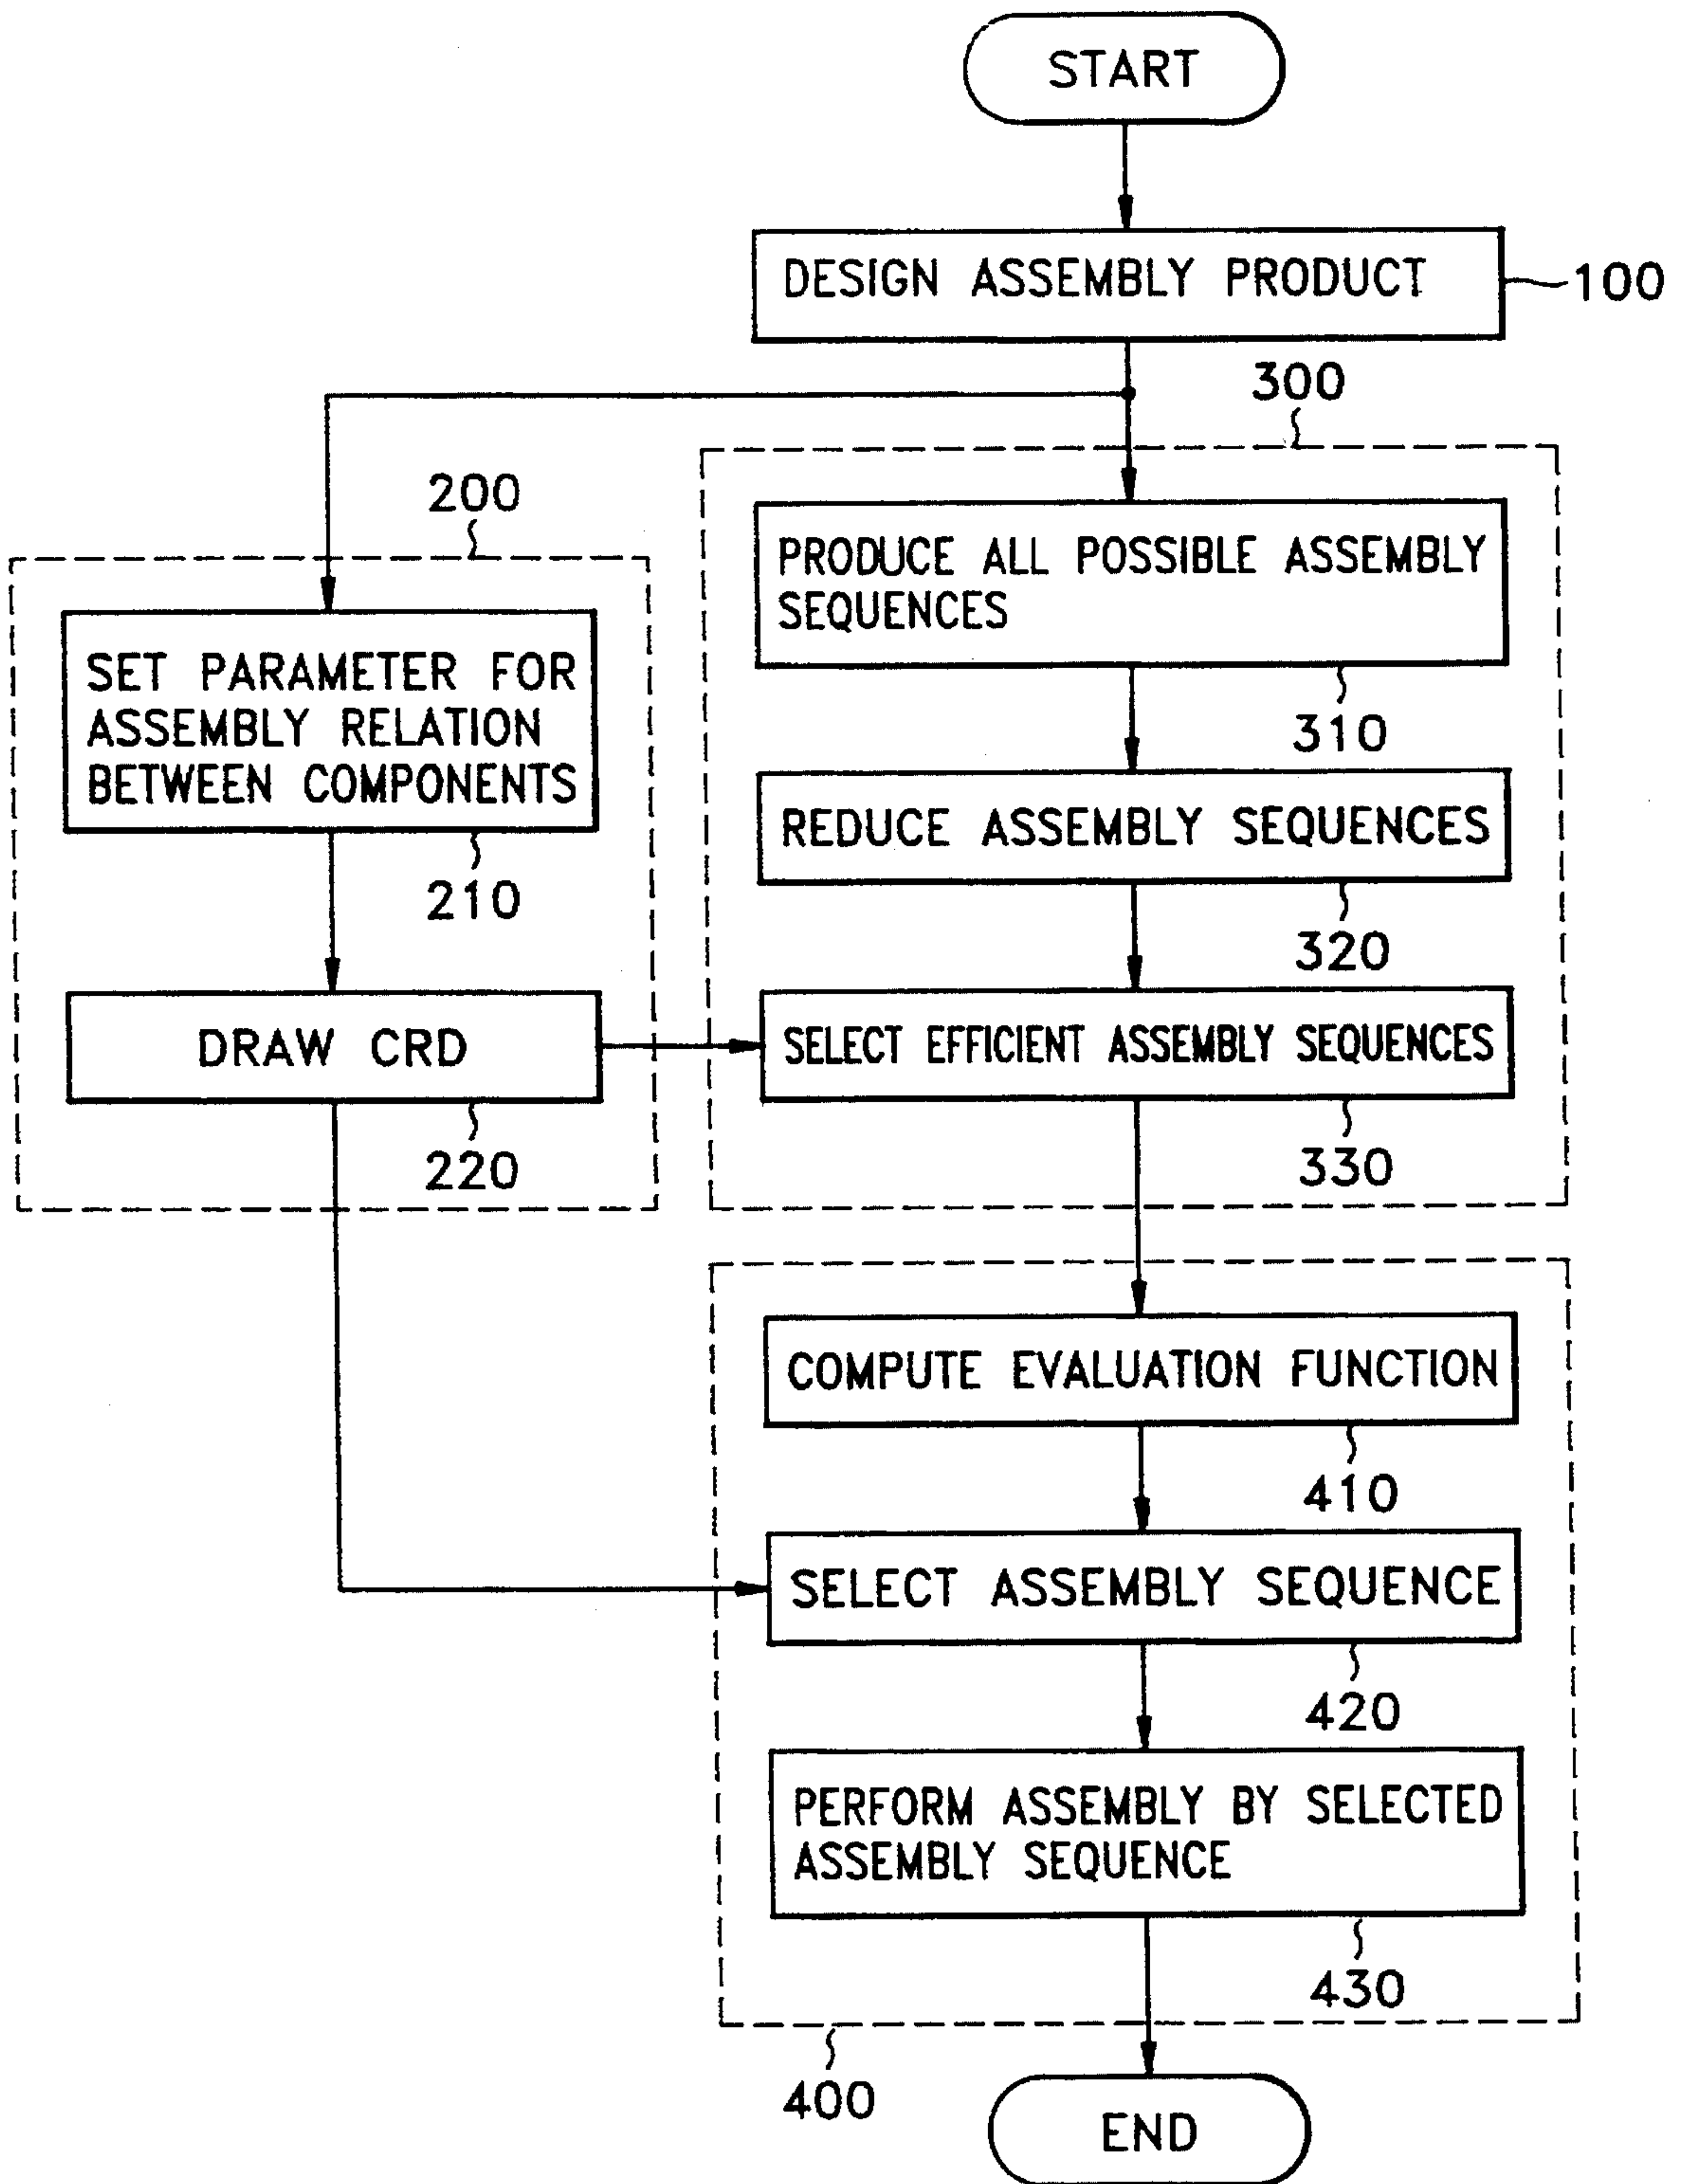 START
DESIGN ASSEMBLY PRODUCT
100
300
200
PRODUCE ALL POSSIBLE ASSEMBLY
SEQUENCES
310
SET PARAMETER FOR
ASSEMBLY RELATION
BETWEEN COMPONENTS
210
REDUCE ASSEMBLY SEQUENCES
320
DRAW CRD
220
SELECT EFFICIENT ASSEMBLY SEQUENCES
330
COMPUTE EVALUATION FUNCTION
410
SELECT ASSEMBLY SEQUENCE
420
PERFORM ASSEMBLY BY SELECTED
ASSEMBLY SEQUENCE
430
400
END